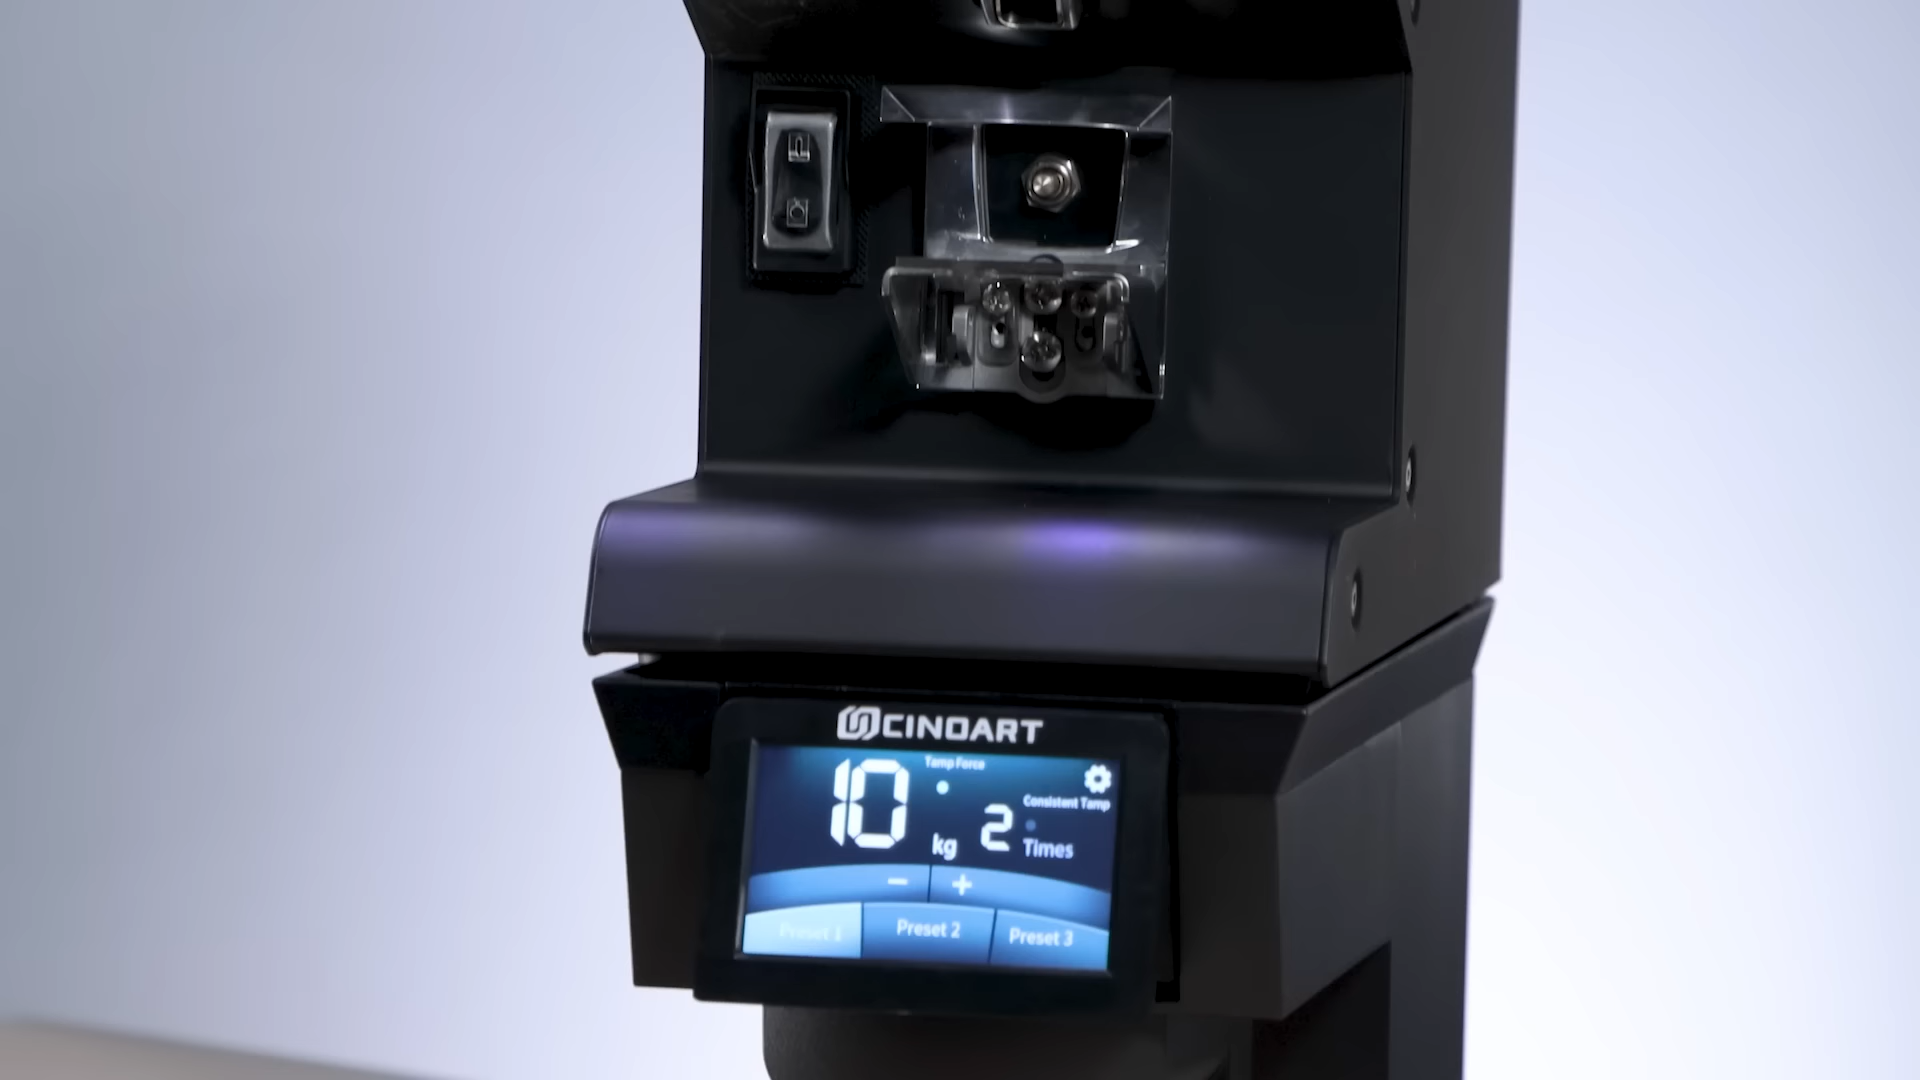 CINOART
Tamp Force
10 kg
Consistent Tamp
2 Times
− +
Preset 1 Preset 2 Preset 3